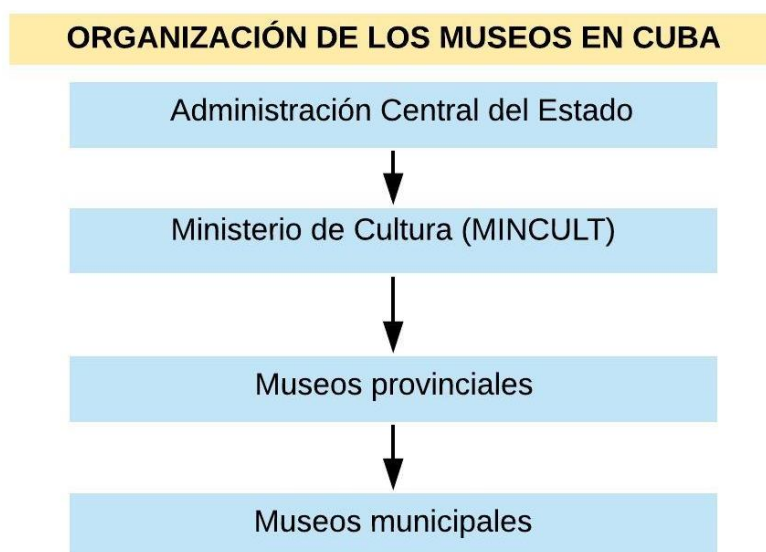 ORGANIZACIÓN DE LOS MUSEOS EN CUBA
Administración Central del Estado
Ministerio de Cultura (MINCULT)
Museos provinciales
Museos municipales